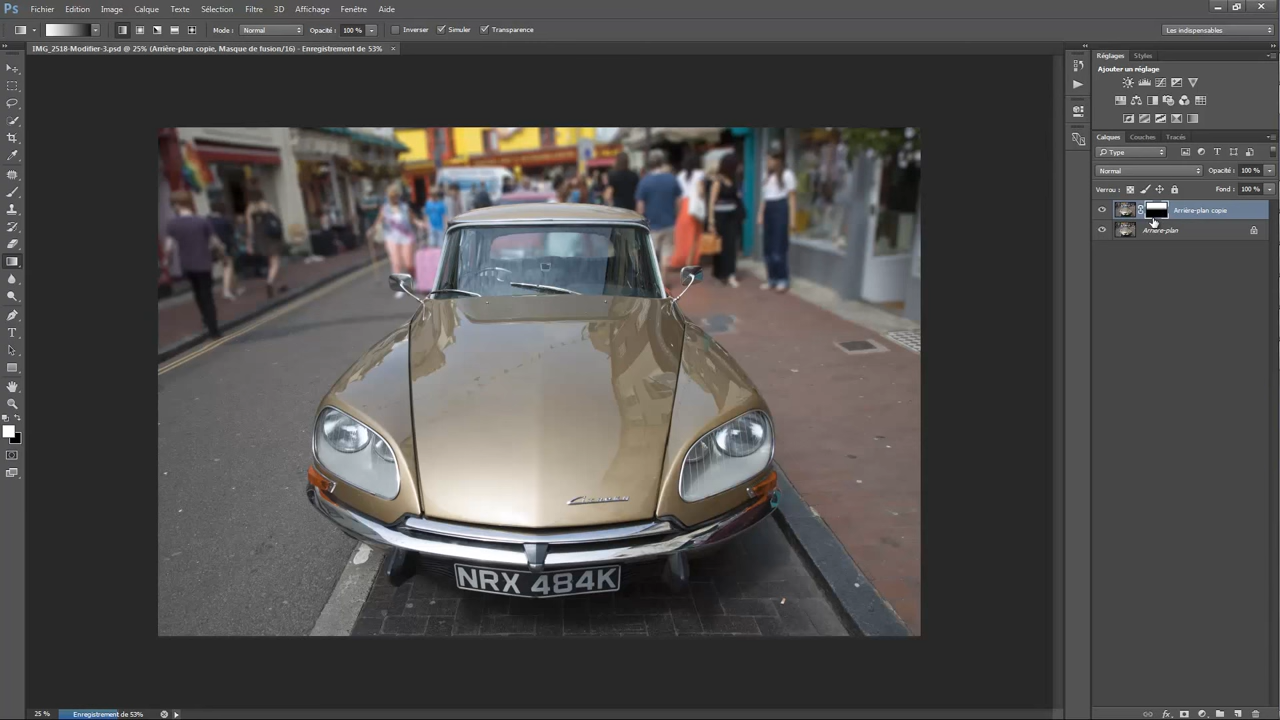 Ps Fichier Edition Image Calque Texte Sélection Filtre 3D Affichage Fenêtre Aide
Mode : Normal Opacité : 100 % Inverser Simuler Transparence Les indispensables
IMG_2518-Modifier-3.psd @ 25% (Arrière-plan copie, Masque de fusion/16) - Enregistrement de 53% ×
Réglages Styles
Ajouter un réglage
Calques Couches Tracés
Type
Normal Opacité : 100 %
Verrou : Fond : 100 %
Arrière-plan copie
Arrière-plan
Citroën
NRX 484K
25 % Enregistrement de 53%